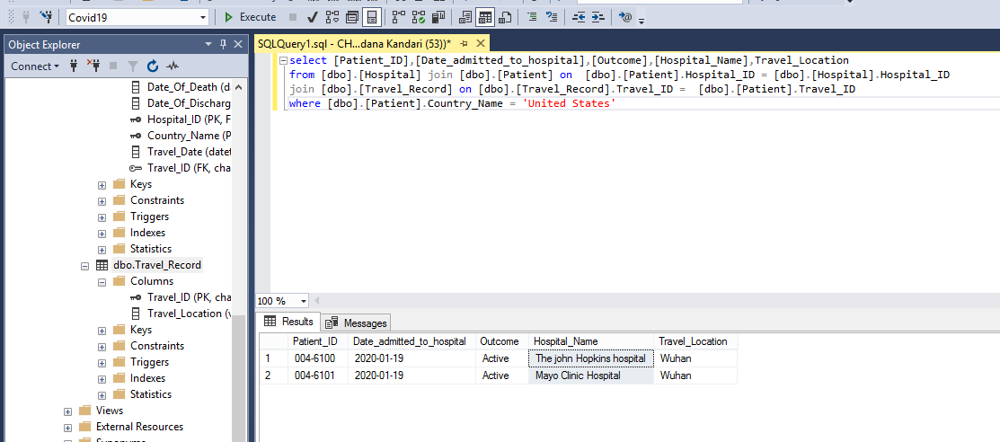 Covid19
Execute
Object Explorer
SQLQuery1.sql - CH...dana Kandari (53))*
Connect
Date_Of_Death (d
Date_Of_Discharg
Hospital_ID (PK, F
Country_Name (P
Travel_Date (datet
Travel_ID (FK, cha
Keys
Constraints
Triggers
Indexes
Statistics
dbo.Travel_Record
Columns
Travel_ID (PK, cha
Travel_Location (v
Keys
Constraints
Triggers
Indexes
Statistics
Views
External Resources
select [Patient_ID],[Date_admitted_to_hospital],[Outcome],[Hospital_Name],Travel_Location
from [dbo].[Hospital] join [dbo].[Patient] on  [dbo].[Patient].Hospital_ID = [dbo].[Hospital].Hospital_ID
join [dbo].[Travel_Record] on [dbo].[Travel_Record].Travel_ID =  [dbo].[Patient].Travel_ID
where [dbo].[Patient].Country_Name = 'United States'
100 %
Results Messages
Patient_ID Date_admitted_to_hospital Outcome Hospital_Name Travel_Location
1 004-6100 2020-01-19 Active The john Hopkins hospital Wuhan
2 004-6101 2020-01-19 Active Mayo Clinic Hospital Wuhan